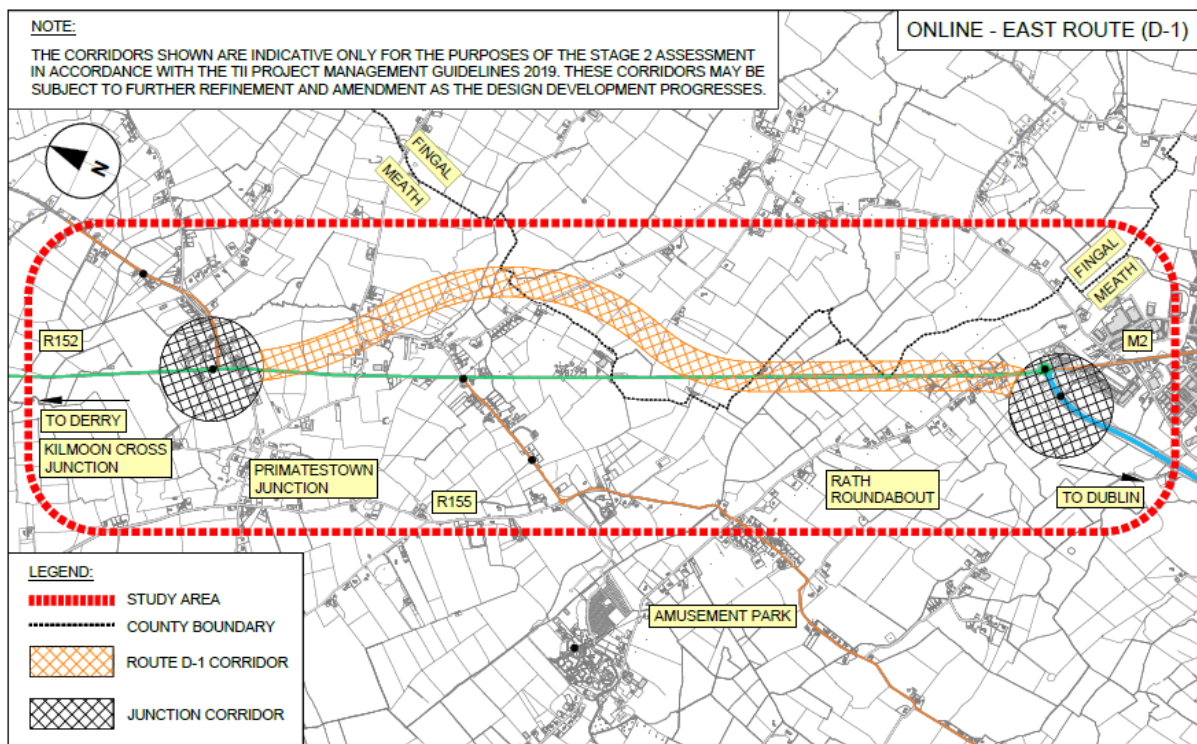 NOTE:
THE CORRIDORS SHOWN ARE INDICATIVE ONLY FOR THE PURPOSES OF THE STAGE 2 ASSESSMENT
IN ACCORDANCE WITH THE TII PROJECT MANAGEMENT GUIDELINES 2019. THESE CORRIDORS MAY BE
SUBJECT TO FURTHER REFINEMENT AND AMENDMENT AS THE DESIGN DEVELOPMENT PROGRESSES.
ONLINE - EAST ROUTE (D-1)
N
FINGAL
MEATH
FINGAL
MEATH
R152
M2
TO DERRY
KILMOON CROSS
JUNCTION
PRIMATESTOWN
JUNCTION
R155
RATH
ROUNDABOUT
TO DUBLIN
AMUSEMENT PARK
LEGEND:
STUDY AREA
COUNTY BOUNDARY
ROUTE D-1 CORRIDOR
JUNCTION CORRIDOR